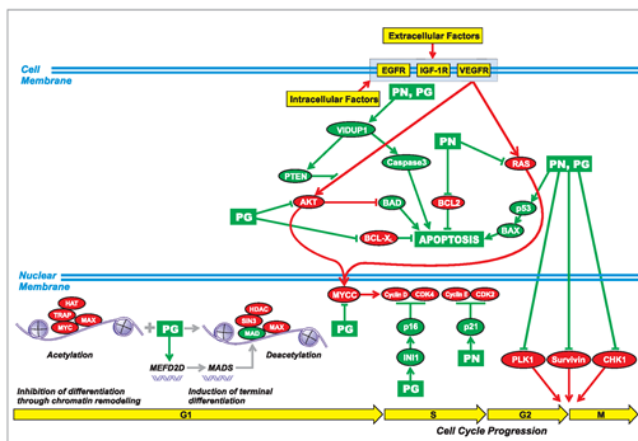 Extracellular Factors
Cell
Membrane
EGFR IGF-1R VEGFR
Intracellular Factors
PN, PG
VIDUP1
PN
Caspase3
RAS
PN, PG
PTEN
p53
AKT
BAD
BCL2
PG
BAX
BCL-XL
APOPTOSIS
Nuclear
Membrane
HAT
TRAP
MAX
MYC
HDAC
SIN3
MAX
MAD
MYCC
Cyclin D
CDK4
Cyclin E
CDK2
PG
PG
Acetylation
Deacetylation
p16
p21
MEFD2D
MADS
INI1
PN
PLK1
Survivin
CHK1
PG
Inhibition of differentiation
through chromatin remodeling
Induction of terminal
differentiation
G1
S
G2
M
Cell Cycle Progression